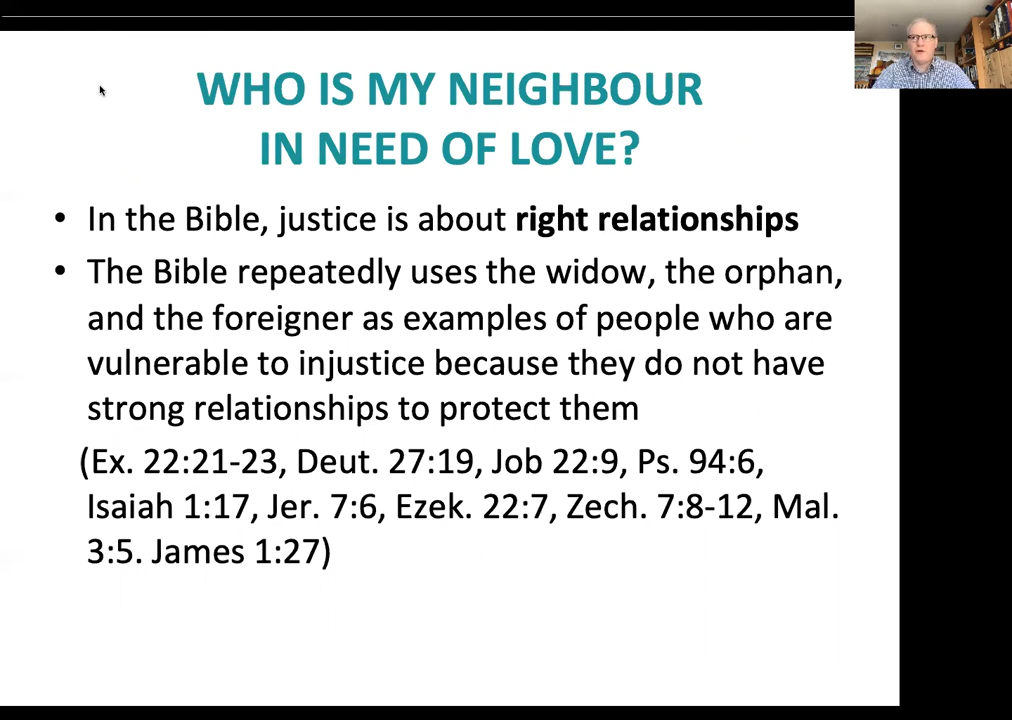 WHO IS MY NEIGHBOUR
IN NEED OF LOVE?
• In the Bible, justice is about right relationships
• The Bible repeatedly uses the widow, the orphan,
and the foreigner as examples of people who are
vulnerable to injustice because they do not have
strong relationships to protect them
(Ex. 22:21-23, Deut. 27:19, Job 22:9, Ps. 94:6,
Isaiah 1:17, Jer. 7:6, Ezek. 22:7, Zech. 7:8-12, Mal.
3:5. James 1:27)